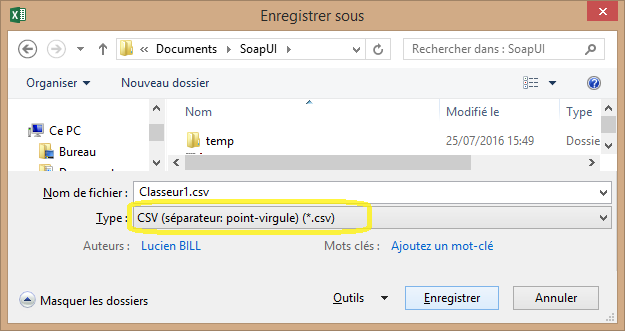 Enregistrer sous
« Documents › SoapUI
Rechercher dans : SoapUI
Organiser Nouveau dossier
Nom Modifié le Type
Ce PC
temp 25/07/2016 15:49 Dossie
Bureau
Nom de fichier : Classeur1.csv
Type : CSV (séparateur: point-virgule) (*.csv)
Auteurs : Lucien BILL Mots clés : Ajoutez un mot-clé
Masquer les dossiers Outils Enregistrer Annuler